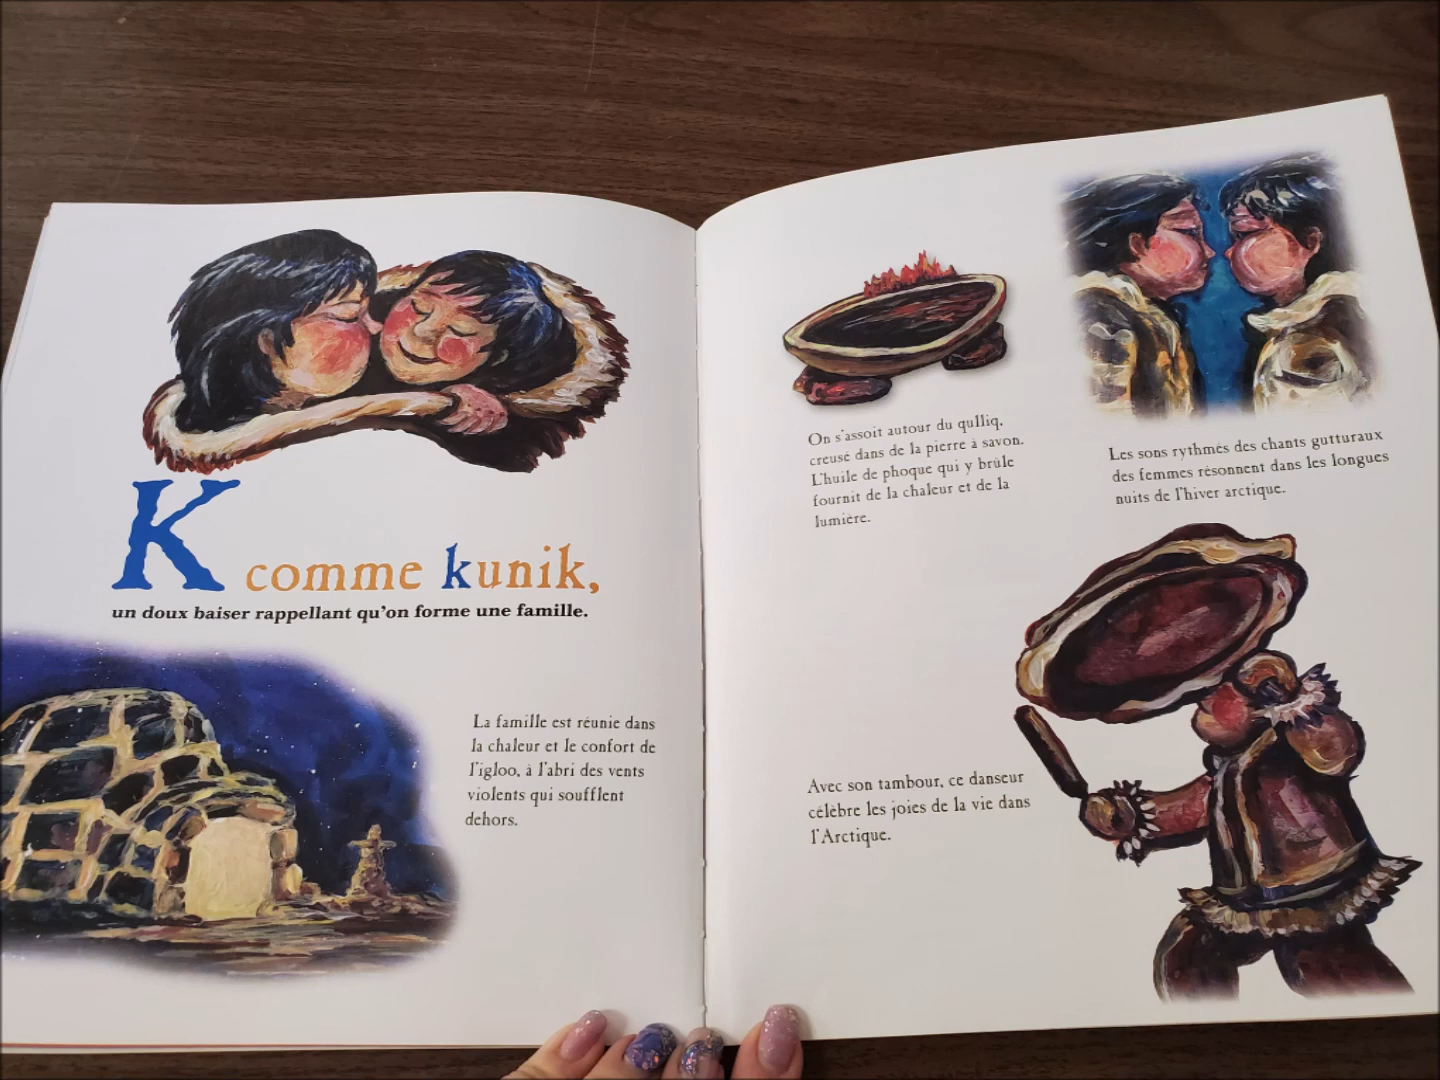 K comme kunik,
un doux baiser rappellant qu'on forme une famille.
La famille est réunie dans
la chaleur et le confort de
l'igloo, à l'abri des vents
violents qui soufflent
dehors.
On s'assoit autour du qulliq,
creusé dans de la pierre à savon.
L'huile de phoque qui y brûle
fournit de la chaleur et de la
lumière.
Les sons rythmés des chants gutturaux
des femmes résonnent dans les longues
nuits de l'hiver arctique.
Avec son tambour, ce danseur
célèbre les joies de la vie dans
l'Arctique.